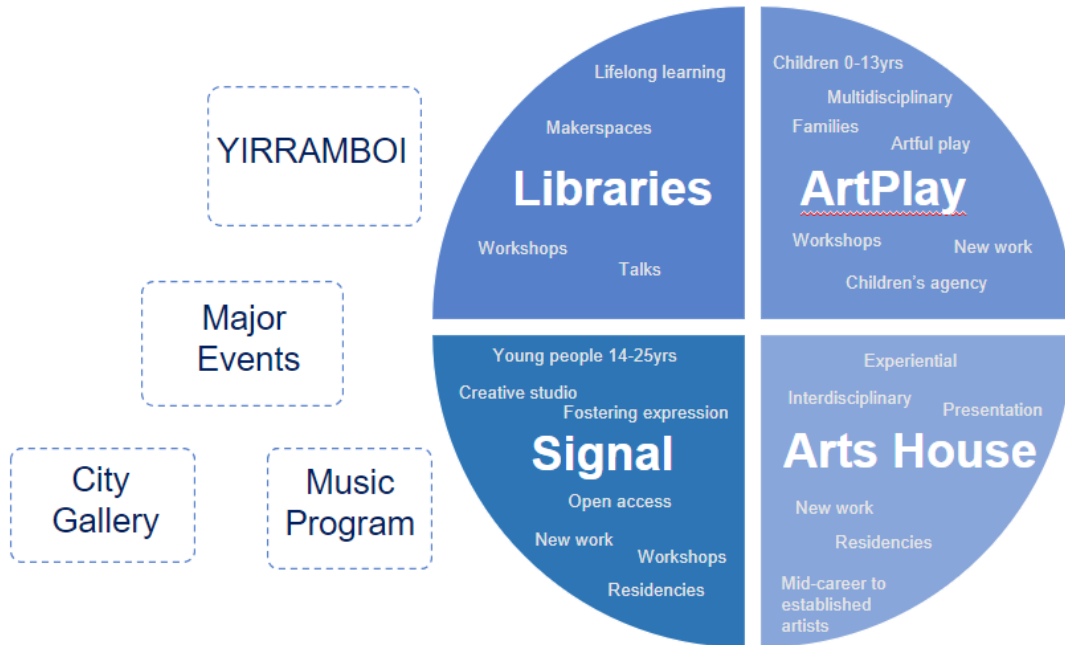 YIRRAMBOI
Major
Events
City
Gallery
Music
Program
Lifelong learning
Makerspaces
Libraries
Workshops
Talks
Children 0-13yrs
Multidisciplinary
Families
Artful play
ArtPlay
Workshops
New work
Children’s agency
Young people 14-25yrs
Creative studio
Fostering expression
Signal
Open access
New work
Workshops
Residencies
Experiential
Interdisciplinary
Presentation
Arts House
New work
Residencies
Mid-career to
established
artists